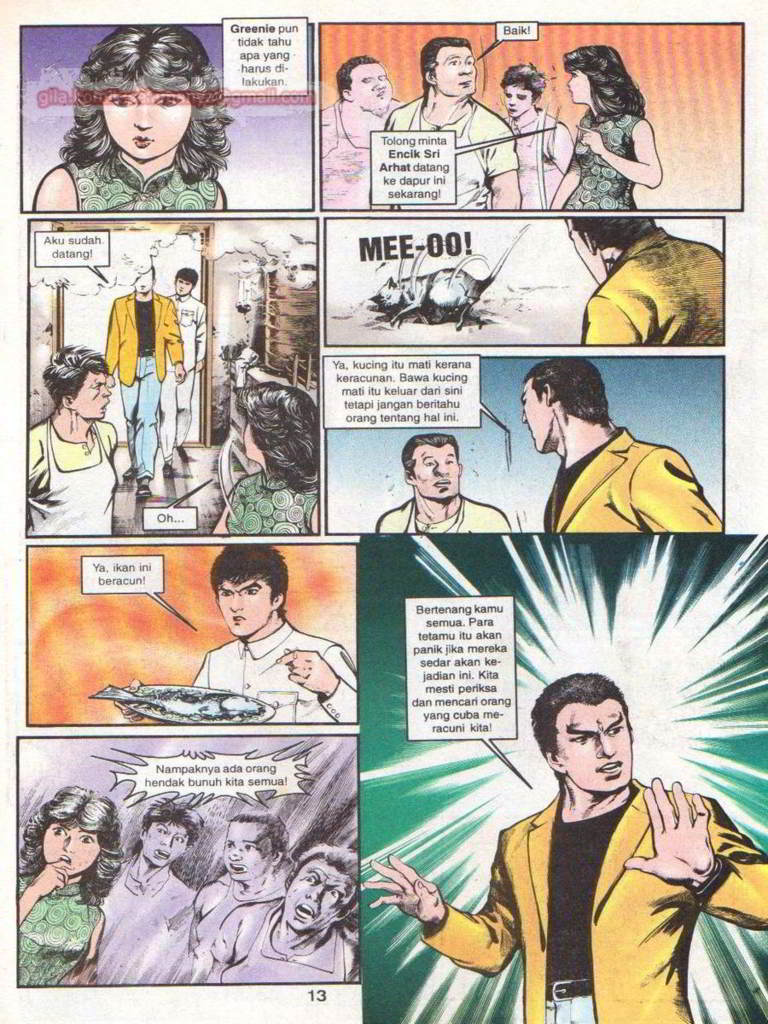 Greenie pun
tidak tahu
apa yang
harus di-
lakukan.
Baik!
Tolong minta
Encik Sri
Arhat datang
ke dapur ini
sekarang!
Aku sudah
datang!
Oh...
MEE-OO!
Ya, kucing itu mati kerana
keracunan. Bawa kucing
mati itu keluar dari sini
tetapi jangan beritahu
orang tentang hal ini.
Ya, ikan ini
beracun!
Bertenang kamu
semua. Para
tetamu itu akan
panik jika mereka
sedar akan ke-
jadian ini. Kita
mesti periksa
dan mencari orang
yang cuba me-
racuni kita!
Nampaknya ada orang
hendak bunuh kita semua!
13